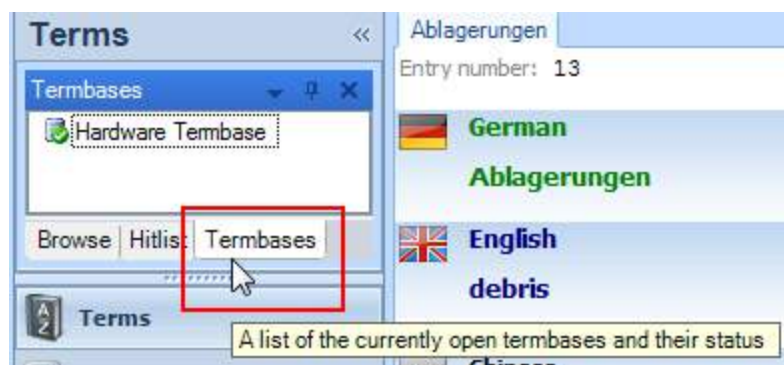 Terms
Termbases
Hardware Termbase
Browse Hitlist Termbases
Terms
Ablagerungen
Entry number: 13
German
Ablagerungen
English
debris
A list of the currently open termbases and their status